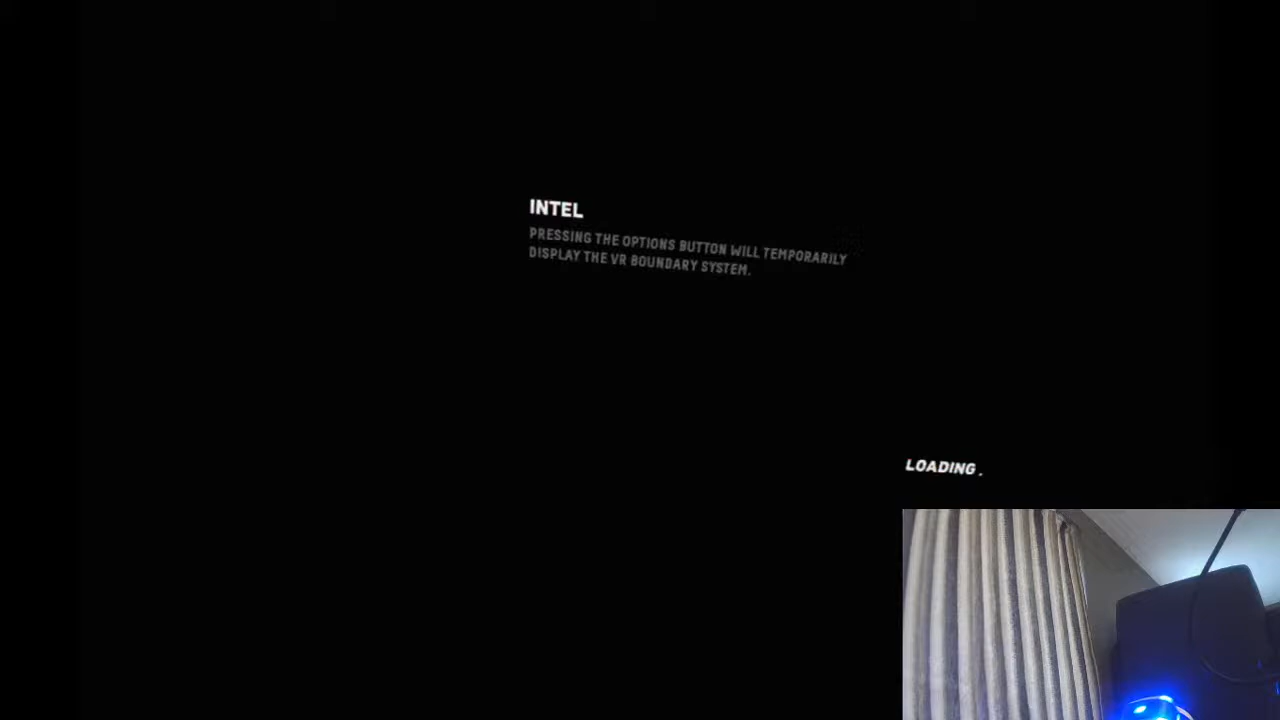 INTEL
PRESSING THE OPTIONS BUTTON WILL TEMPORARILY
DISPLAY THE VR BOUNDARY SYSTEM.
LOADING .